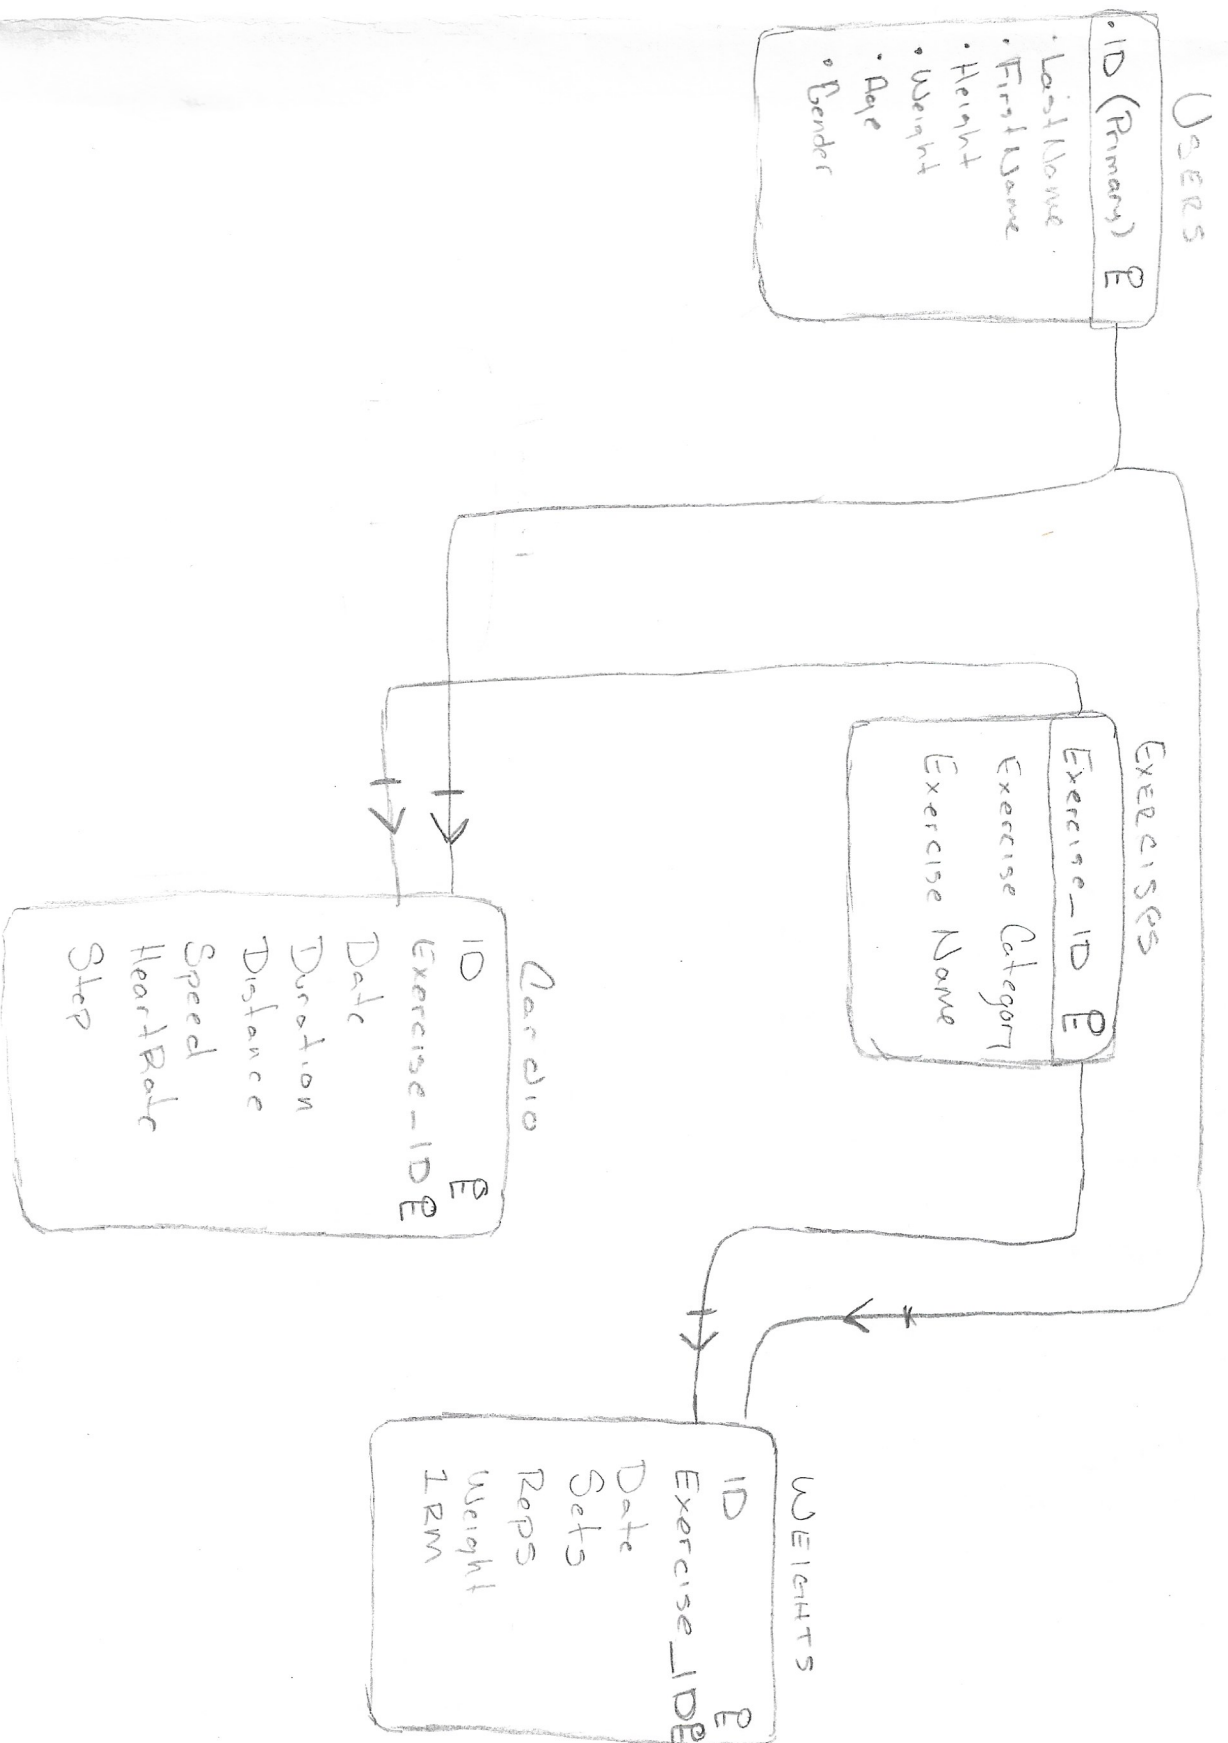 USERS
• ID (Primary)
• LastName
• FirstName
• Height
• Weight
• Age
• Gender
EXERCISES
Exercise_ID
Exercise Category
Exercise Name
Cardio
ID
Exercise_ID
Date
Duration
Distance
Speed
HeartRate
Step
WEIGHTS
ID
Exercise_ID
Date
Sets
Reps
Weight
1RM